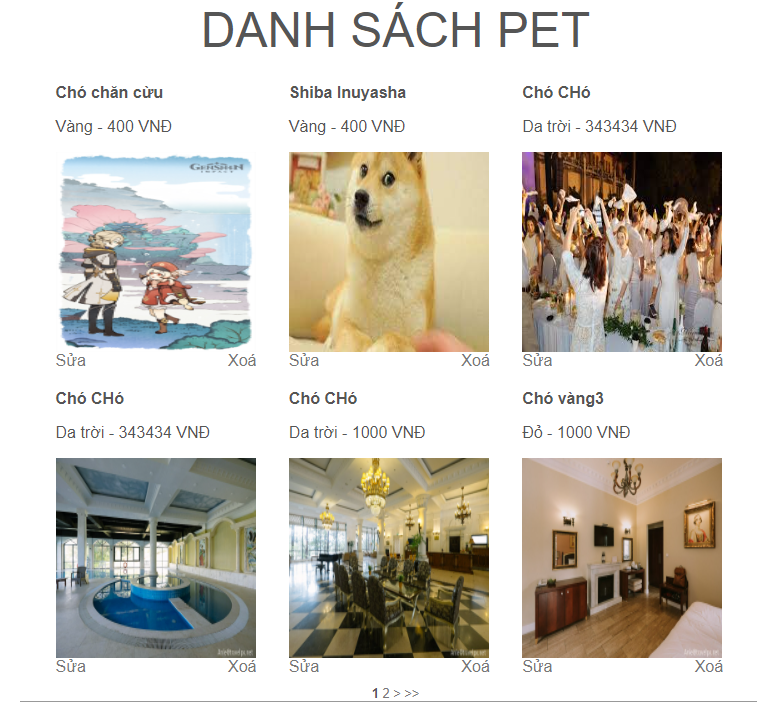 DANH SÁCH PET
Chó chăn cừu
Vàng - 400 VNĐ
Shiba Inuyasha
Vàng - 400 VNĐ
Chó CHó
Da trời - 343434 VNĐ
GENSHIN
IMPACT
Sửa Xoá
Sửa Xoá
Sửa Xoá
Chó CHó
Da trời - 343434 VNĐ
Chó CHó
Da trời - 1000 VNĐ
Chó vàng3
Đỏ - 1000 VNĐ
Sửa Xoá
Sửa Xoá
Sửa Xoá
1 2 > >>